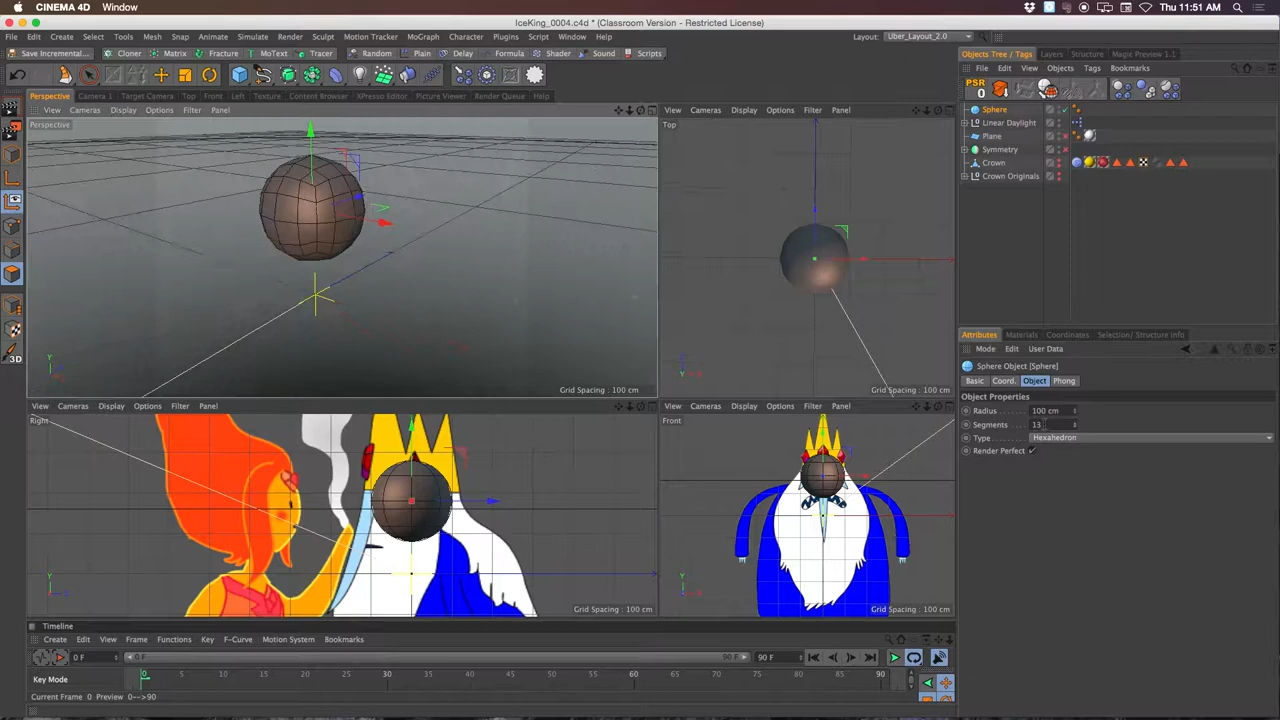 CINEMA 4D Window
Thu 11:51 AM
IceKing_0004.c4d * (Classroom Version - Restricted License)
File Edit Create Select Tools Mesh Snap Animate Simulate Render Sculpt Motion Tracker MoGraph Character Plugins Script Window Help
Layout: Uber_Layout_2.0
Save Incremental... Cloner Matrix Fracture MoText Tracer Random Plain Delay Formula Shader Sound Scripts
Objects Tree / Tags Layers Structure Magic Preview 1.1
File Edit View Objects Tags Bookmarks
PSR
0
Perspective Camera 1 Target Camera Top Front Left Texture Content Browser XPresso Editor Picture Viewer Render Queue Help
View Cameras Display Options Filter Panel
View Cameras Display Options Filter Panel
Perspective
Top
Sphere
Linear Daylight
Plane
Symmetry
Crown
Crown Originals
3D
Y
Grid Spacing : 100 cm
Grid Spacing : 100 cm
View Cameras Display Options Filter Panel
View Cameras Display Options Filter Panel
Right
Front
Attributes Materials Coordinates Selection/ Structure info
Mode Edit User Data
Sphere Object [Sphere]
Basic Coord. Object Phong
Object Properties
Radius 100 cm
Segments 13
Type Hexahedron
Render Perfect
Y
Y
Grid Spacing : 100 cm
Grid Spacing : 100 cm
Timeline
Create Edit View Frame Functions Key F-Curve Motion System Bookmarks
0 F 0 F 90 F 90 F
Key Mode 0 5 10 15 20 25 30 35 40 45 50 55 60 65 70 75 80 85 90
Current Frame 0 Preview 0-->90